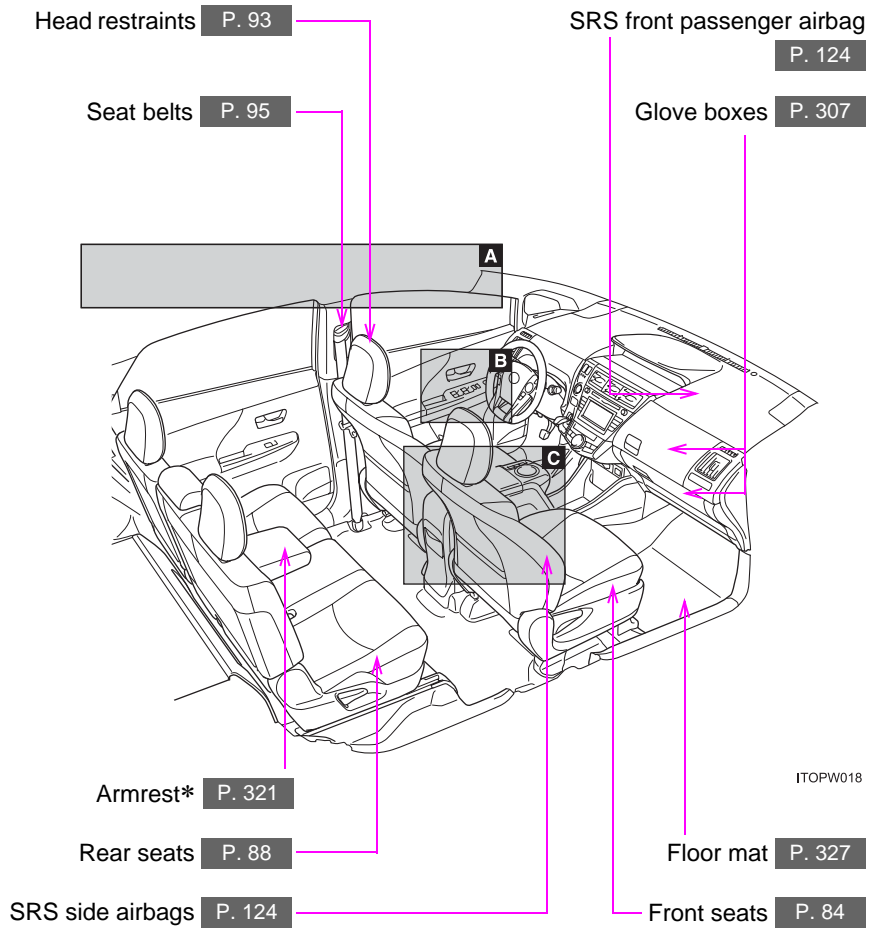 Head restraints P. 93
SRS front passenger airbag
P. 124
Seat belts P. 95
Glove boxes P. 307
A
B
C
ITOPW018
Armrest* P. 321
Rear seats P. 88
Floor mat P. 327
SRS side airbags P. 124
Front seats P. 84